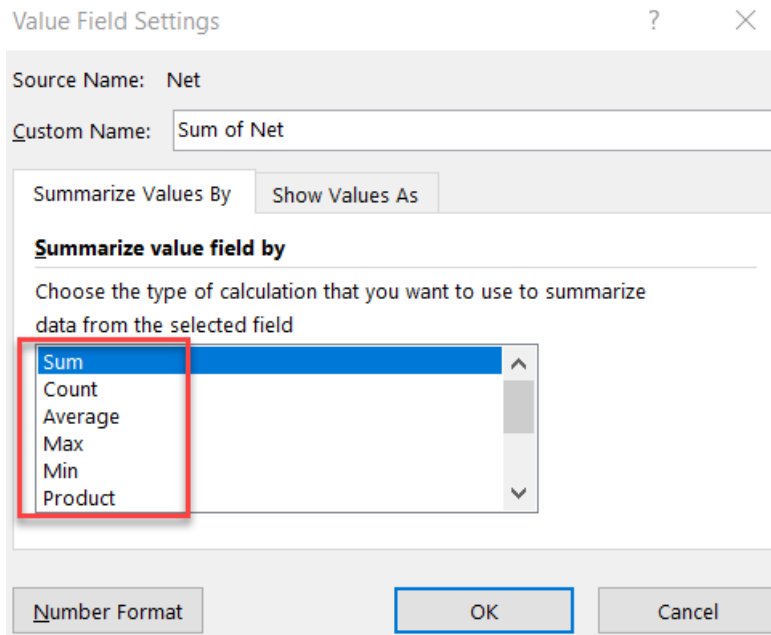 Value Field Settings ?
Source Name: Net
Custom Name: Sum of Net
Summarize Values By Show Values As
Summarize value field by
Choose the type of calculation that you want to use to summarize
data from the selected field
Sum
Count
Average
Max
Min
Product
Number Format OK Cancel